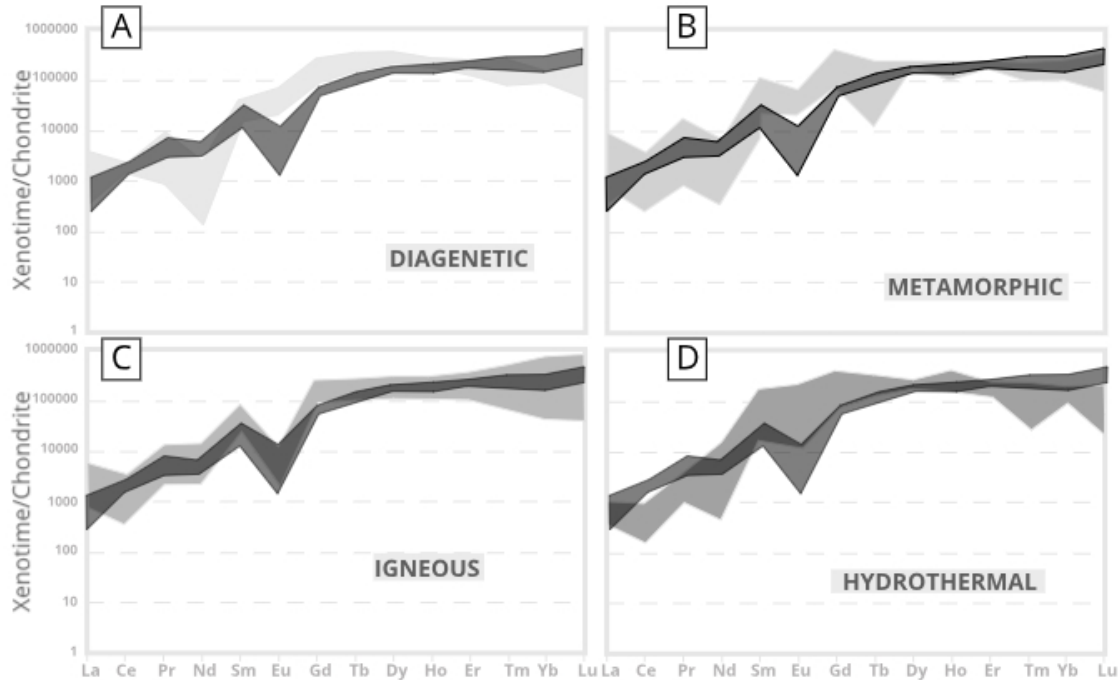 A
B
1000000
100000
10000
1000
100
10
1
Xenotime/Chondrite
DIAGENETIC
METAMORPHIC
C
D
1000000
100000
10000
1000
100
10
1
Xenotime/Chondrite
IGNEOUS
HYDROTHERMAL
La Ce Pr Nd Sm Eu Gd Tb Dy Ho Er Tm Yb Lu
La Ce Pr Nd Sm Eu Gd Tb Dy Ho Er Tm Yb Lu